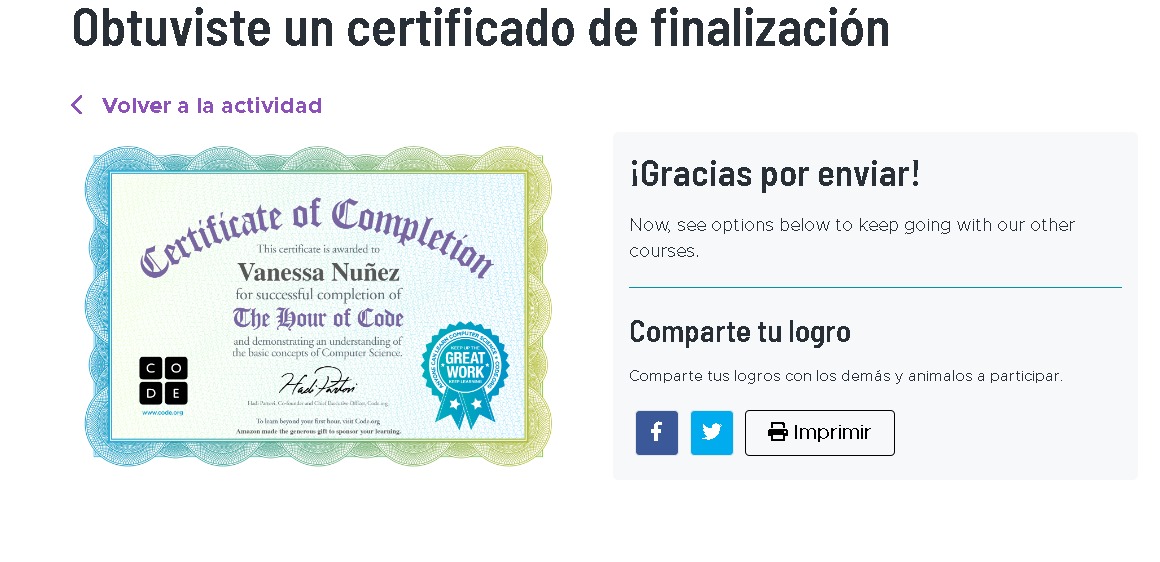 Obtuviste un certificado de finalización
Volver a la actividad
Certificate of Completion
This certificate is awarded to
Vanessa Nuñez
for successful completion of
The Hour of Code
and demonstrating an understanding of
the basic concepts of Computer Science.
C O
D E
www.code.org
Hadi Partovi
Hadi Partovi, Co-founder and Chief Executive Officer, Code.org
To learn beyond your first hour, visit Code.org
Amazon made the generous gift to sponsor your learning.
ANYONE CAN LEARN COMPUTER SCIENCE
KEEP UP THE
GREAT
WORK
KEEP LEARNING
¡Gracias por enviar!
Now, see options below to keep going with our other
courses.
Comparte tu logro
Comparte tus logros con los demás y animalos a participar.
Imprimir